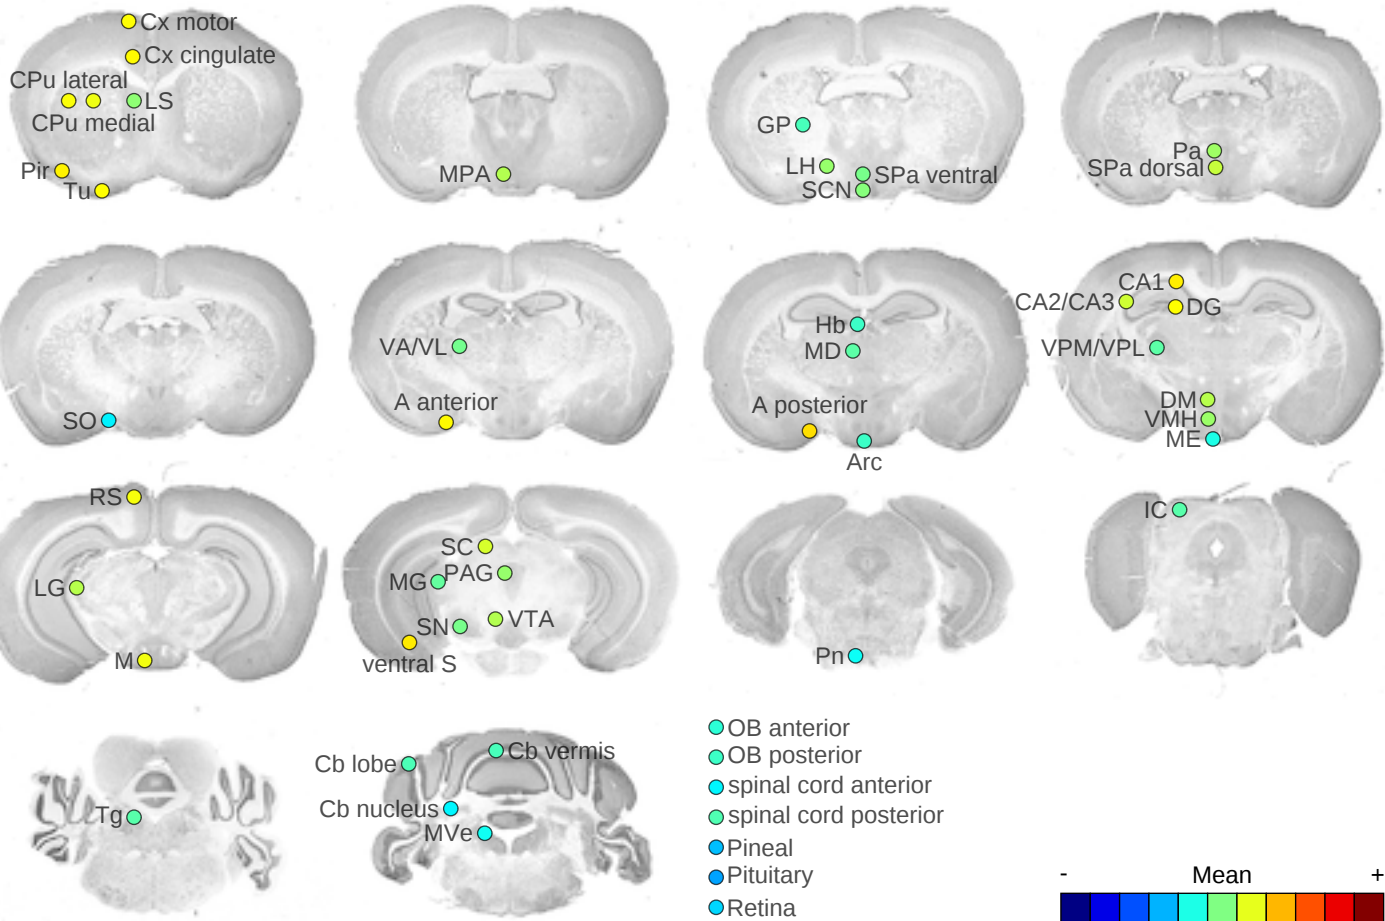 Cx motor
Cx cingulate
CPu lateral
LS
CPu medial
Pir
Tu
MPA
GP
LH
SPa ventral
SCN
Pa
SPa dorsal
SO
VA/VL
A anterior
Hb
MD
A posterior
Arc
CA1
CA2/CA3
DG
VPM/VPL
DM
VMH
ME
RS
LG
M
SC
MG
PAG
SN
VTA
ventral S
Pn
IC
Tg
Cb lobe
Cb vermis
Cb nucleus
MVe
OB anterior
OB posterior
spinal cord anterior
spinal cord posterior
Pineal
Pituitary
Retina
- Mean +